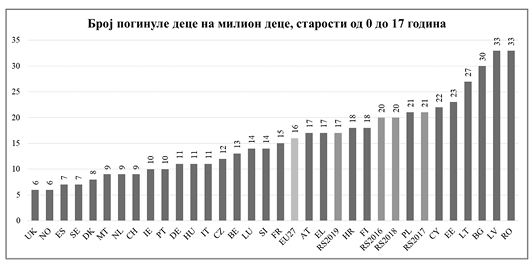 Број погинуле деце на милион деце, старости од 0 до 17 година
35
30
25
20
15
10
5
0
6 6 7 7 8 9 9 9 10 10 11 11 11 12 13 14 14 15 16 17 17 17 18 18 20 20 21 21 22 23 27 30 33 33
UK NO ES SE DK MT NL CH IE PT DE HU IT CZ BE LU SI FR EU27 AT EL RS2019 HR FI RS2016 RS2018 PL RS2017 CY EE LT BG LV RO